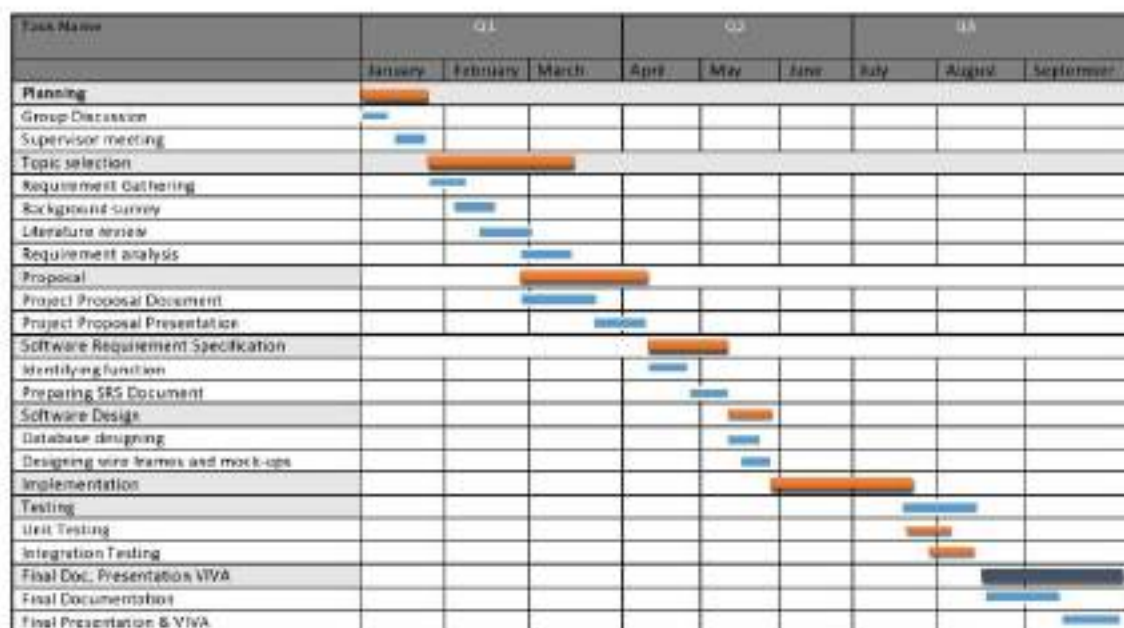 Task Name Q1 Q2 Q3
January February March April May June July August September
Planning
Group Discussion
Supervisor meeting
Topic selection
Requirement Gathering
Background survey
Literature review
Requirement analysis
Proposal
Project Proposal Document
Project Proposal Presentation
Software Requirement Specification
Identifying function
Preparing SRS Document
Software Design
Database designing
Designing wire frames and mock-ups
Implementation
Testing
Unit Testing
Integration Testing
Final Doc, Presentation VIVA
Final Documentation
Final Presentation & VIVA